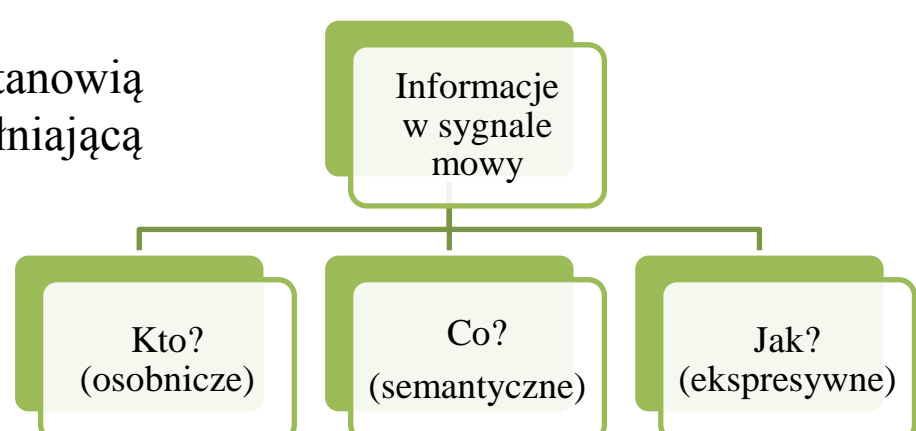 tanowią
łniającą
Informacje
w sygnale
mowy
Kto?
(osobnicze)
Co?
(semantyczne)
Jak?
(ekspresywne)